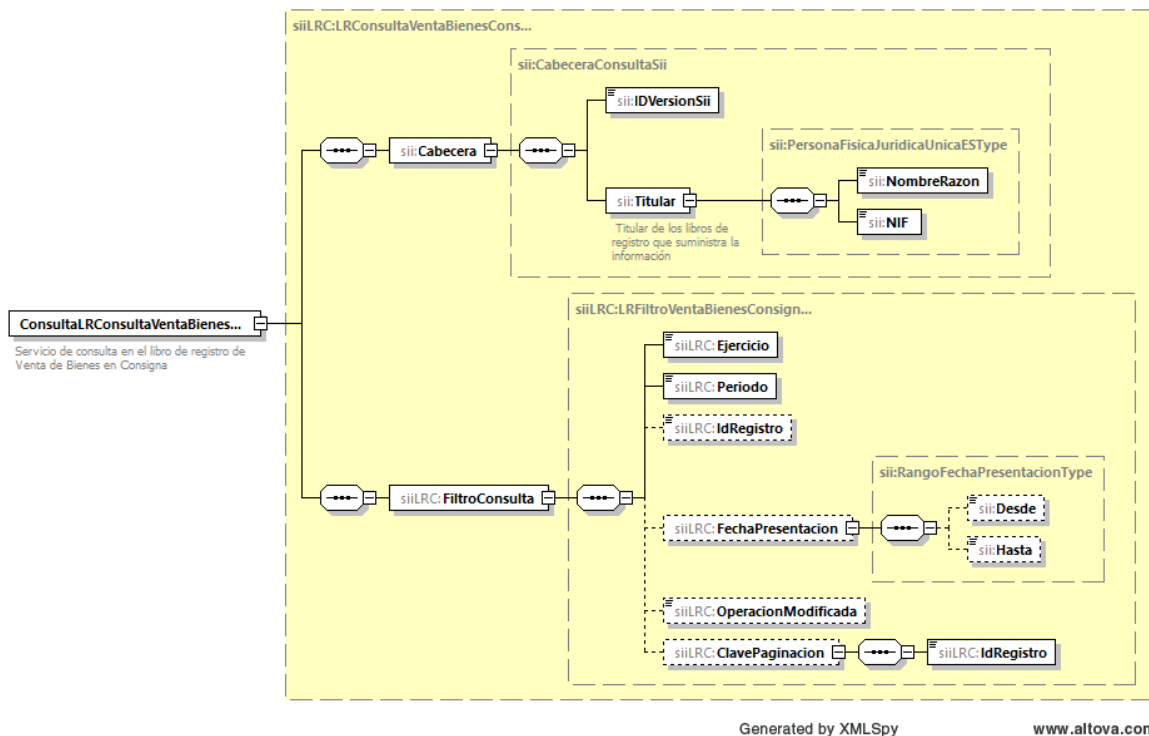 siiLRC:LRConsultaVentaBienesCons...
sii:CabeceraConsultaSii
sii:IDVersionSii
sii:PersonaFisicaJuridicaUnicaESType
sii:Cabecera
sii:NombreRazon
sii:Titular
sii:NIF
Titular de los libros de
registro que suministra la
información
siiLRC:LRFiltroVentaBienesConsign...
ConsultaLRConsultaVentaBienes...
Servicio de consulta en el libro de registro de
Venta de Bienes en Consigna
siiLRC:Ejercicio
siiLRC:Periodo
siiLRC:IdRegistro
sii:RangoFechaPresentacionType
siiLRC:FiltroConsulta
sii:Desde
siiLRC:FechaPresentacion
sii:Hasta
siiLRC:OperacionModificada
siiLRC:ClavePaginacion
siiLRC:IdRegistro
Generated by XMLSpy
www.altova.com